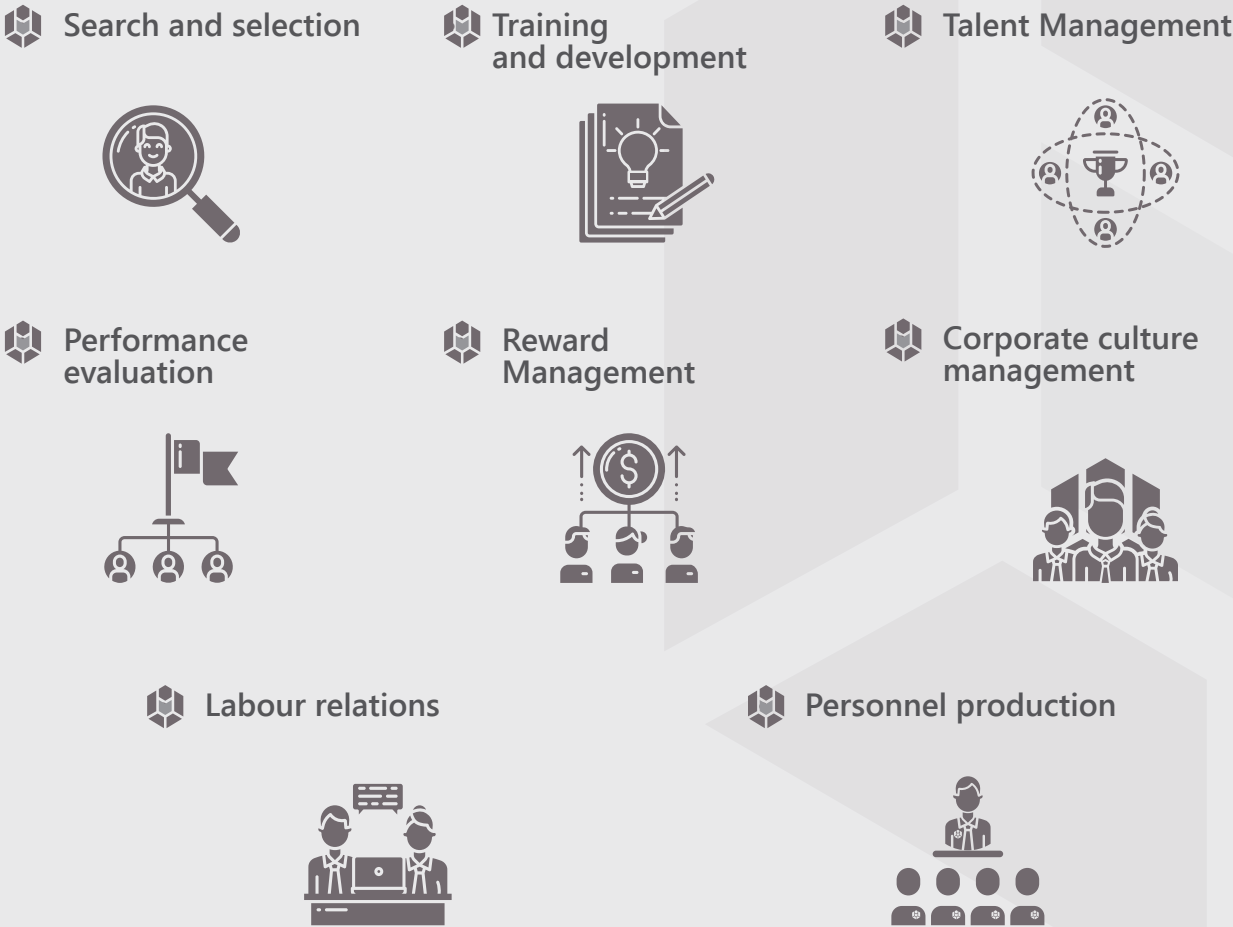 Search and selection
Training
and development
Talent Management
Performance
evaluation
Reward
Management
Corporate culture
management
Labour relations
Personnel production